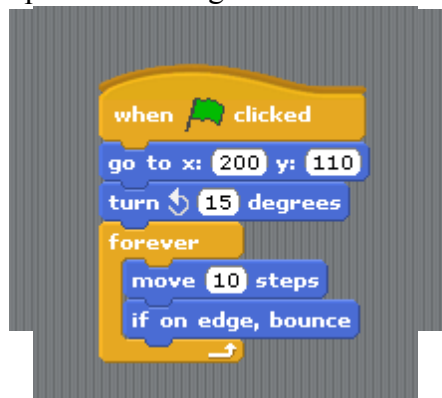 when clicked
go to x: 200 y: 110
turn 15 degrees
forever
move 10 steps
if on edge, bounce